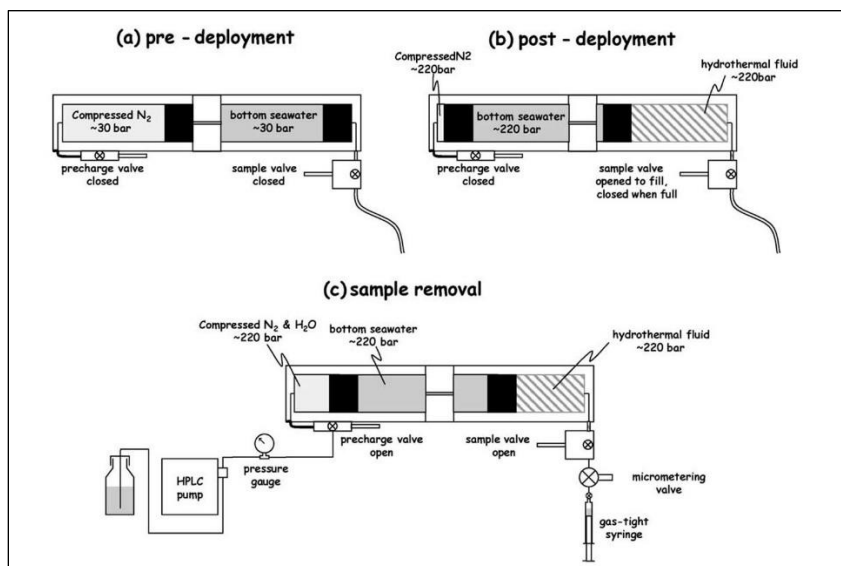 (a) pre - deployment
Compressed N₂
~30 bar
bottom seawater
~30 bar
precharge valve
closed
sample valve
closed
(b) post - deployment
CompressedN2
~220bar
hydrothermal fluid
~220bar
bottom seawater
~220 bar
precharge valve
closed
sample valve
opened to fill,
closed when full
(c) sample removal
Compressed N₂ & H₂O
~220 bar
bottom seawater
~220 bar
hydrothermal fluid
~220 bar
precharge valve
open
sample valve
open
HPLC
pump
pressure
gauge
micrometering
valve
gas-tight
syringe